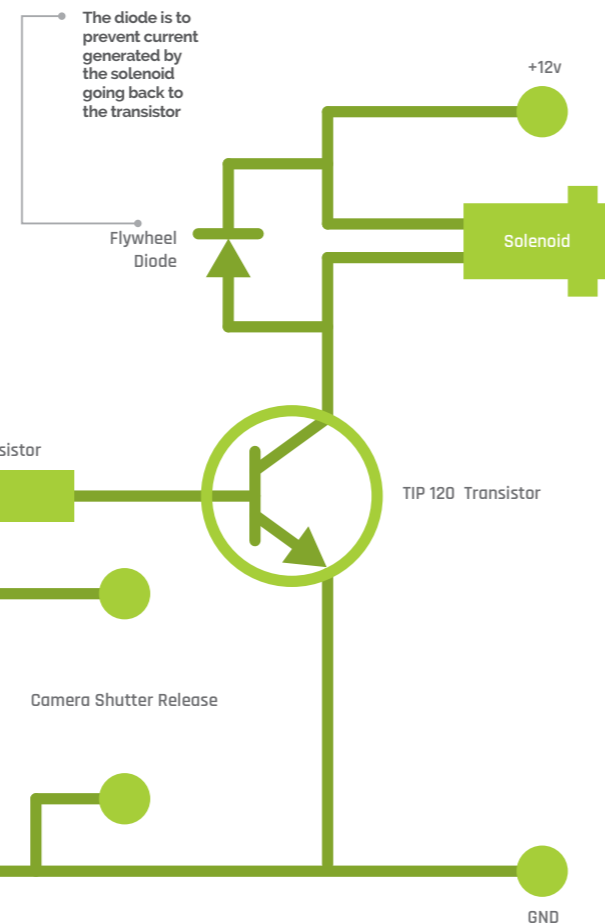 The diode is to
prevent current
generated by
the solenoid
going back to
the transistor
+12v
Flywheel
Diode
Solenoid
sistor
TIP 120 Transistor
Camera Shutter Release
GND